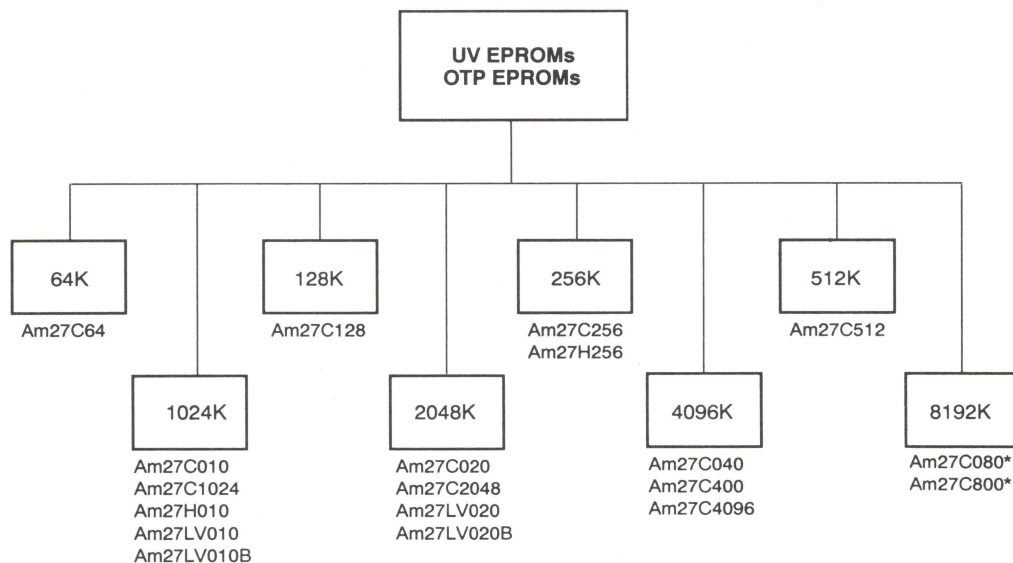 UV EPROMs
OTP EPROMs
64K
Am27C64
128K
Am27C128
256K
Am27C256
Am27H256
512K
Am27C512
1024K
Am27C010
Am27C1024
Am27H010
Am27LV010
Am27LV010B
2048K
Am27C020
Am27C2048
Am27LV020
Am27LV020B
4096K
Am27C040
Am27C400
Am27C4096
8192K
Am27C080*
Am27C800*